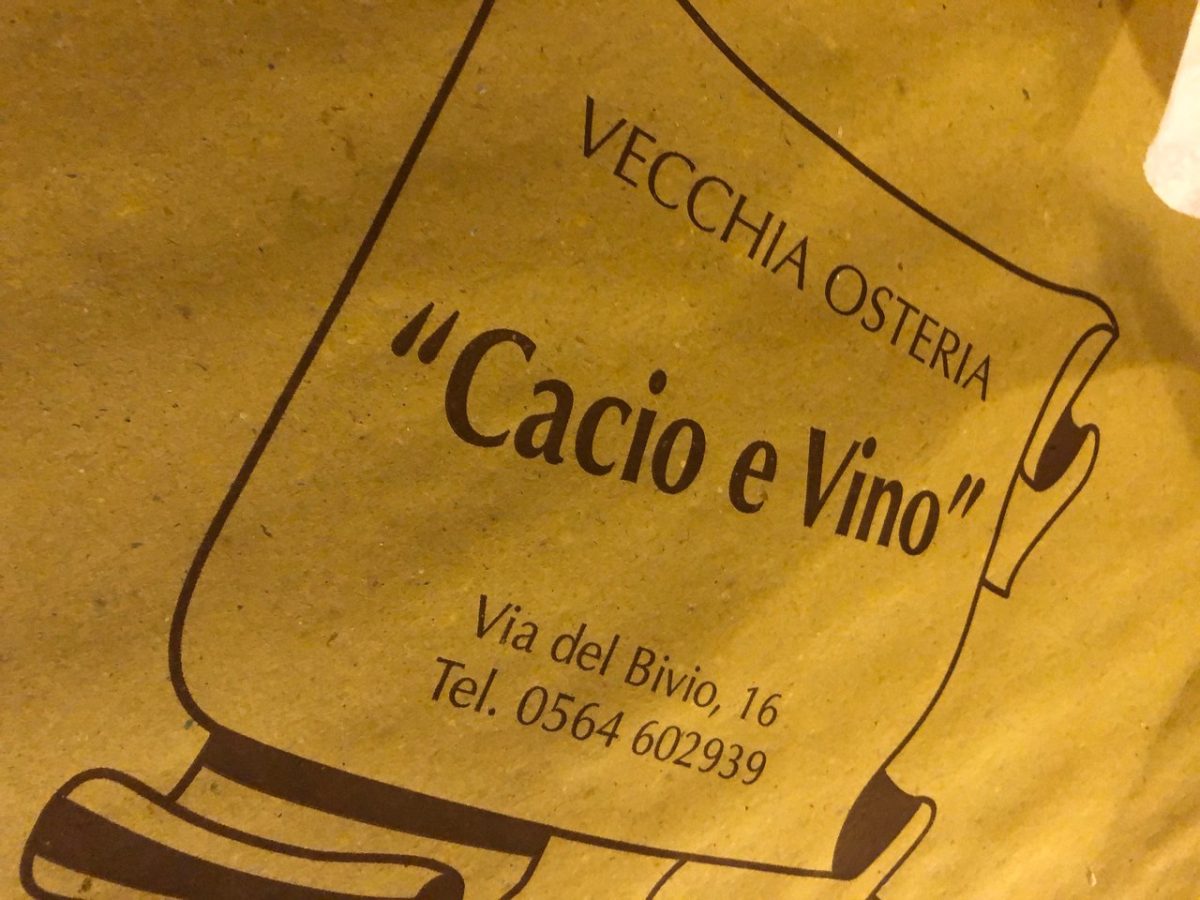 VECCHIA OSTERIA
"Cacio e Vino"
Via del Bivio, 16
Tel. 0564 602939